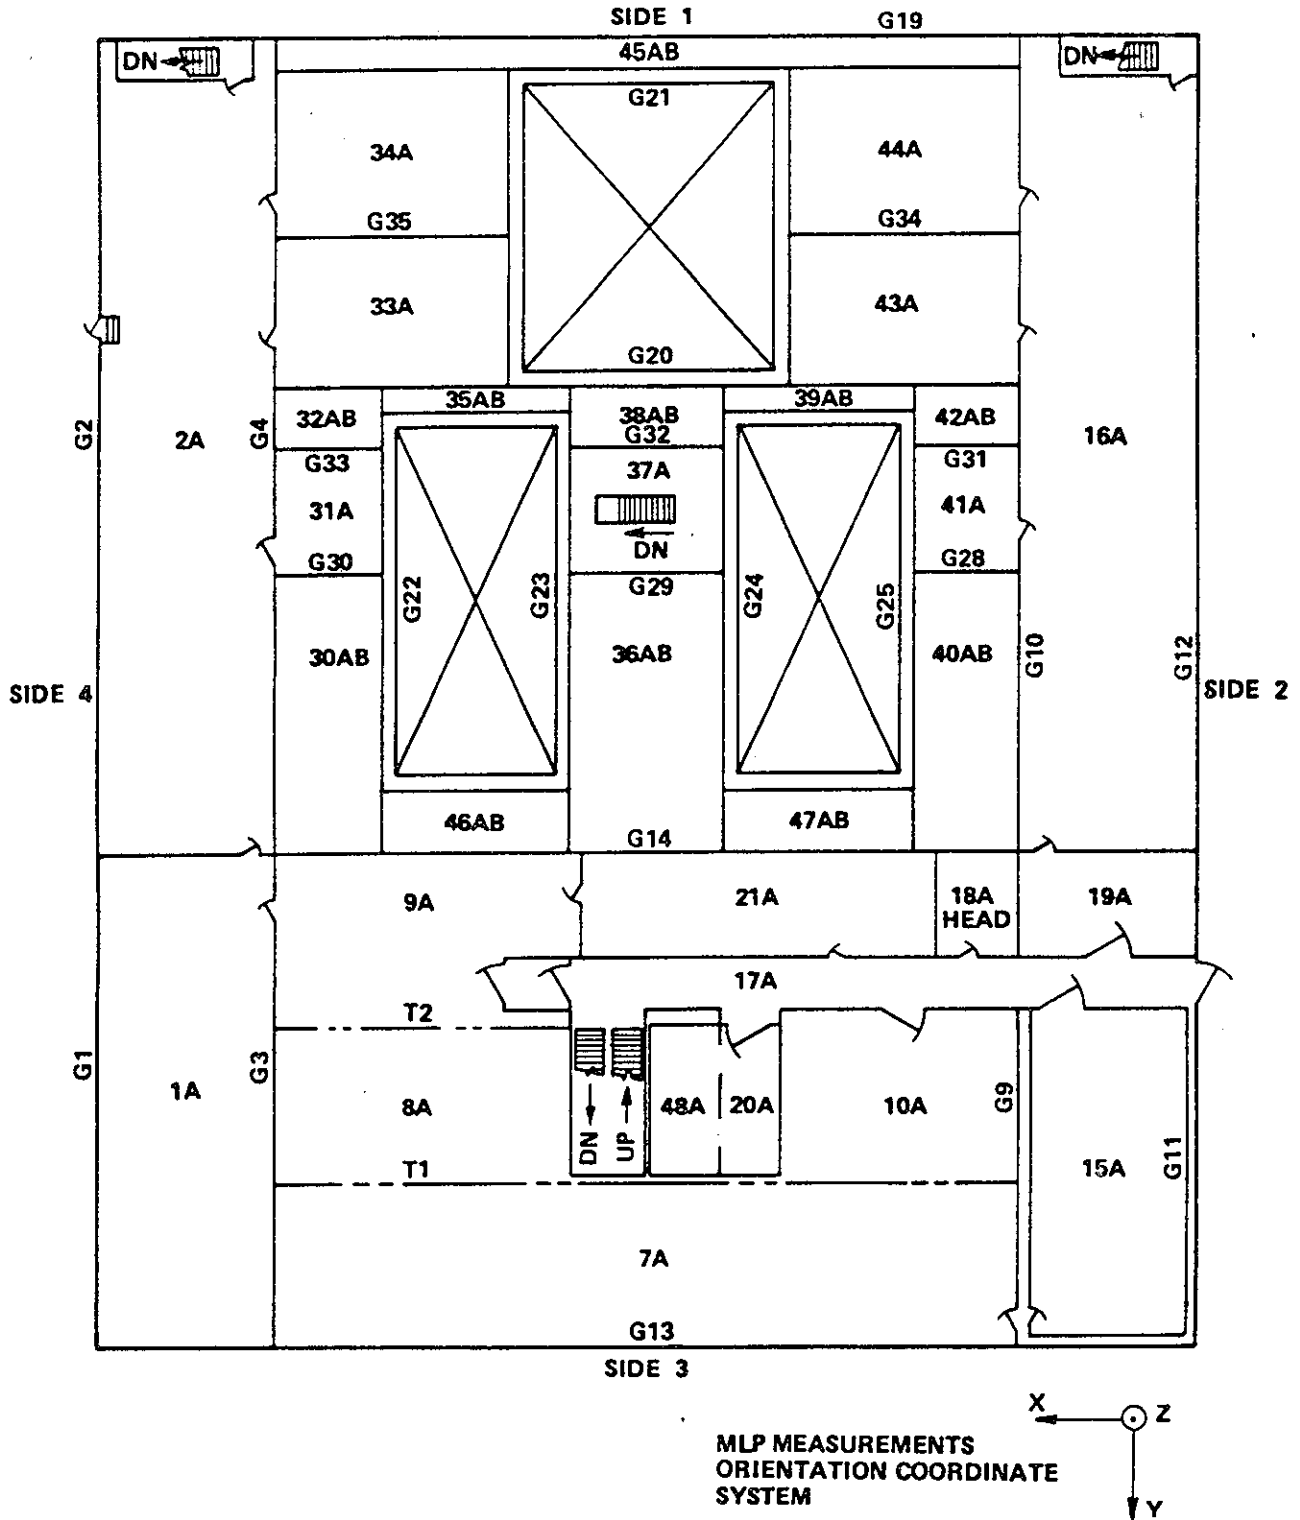 SIDE 1
G19
DN
45AB
DN
G21
34A
44A
G35
G34
33A
43A
G20
35AB
39AB
32AB
38AB
42AB
G2
2A
G4
G32
16A
G33
37A
G31
31A
41A
DN
G30
G29
G28
G22
G23
G24
G25
30AB
36AB
40AB
G10
G12
SIDE 4
SIDE 2
46AB
G14
47AB
9A
21A
18A
HEAD
19A
17A
T2
G1
1A
G3
8A
DN
UP
48A
20A
10A
G9
15A
G11
T1
7A
G13
SIDE 3
X
Z
Y
MLP MEASUREMENTS
ORIENTATION COORDINATE
SYSTEM